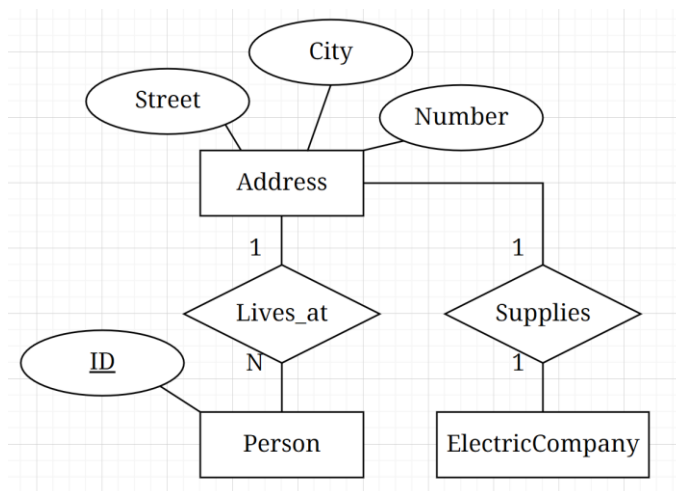 City
Street
Number
Address
1
1
Lives_at
Supplies
ID
N
1
Person
ElectricCompany